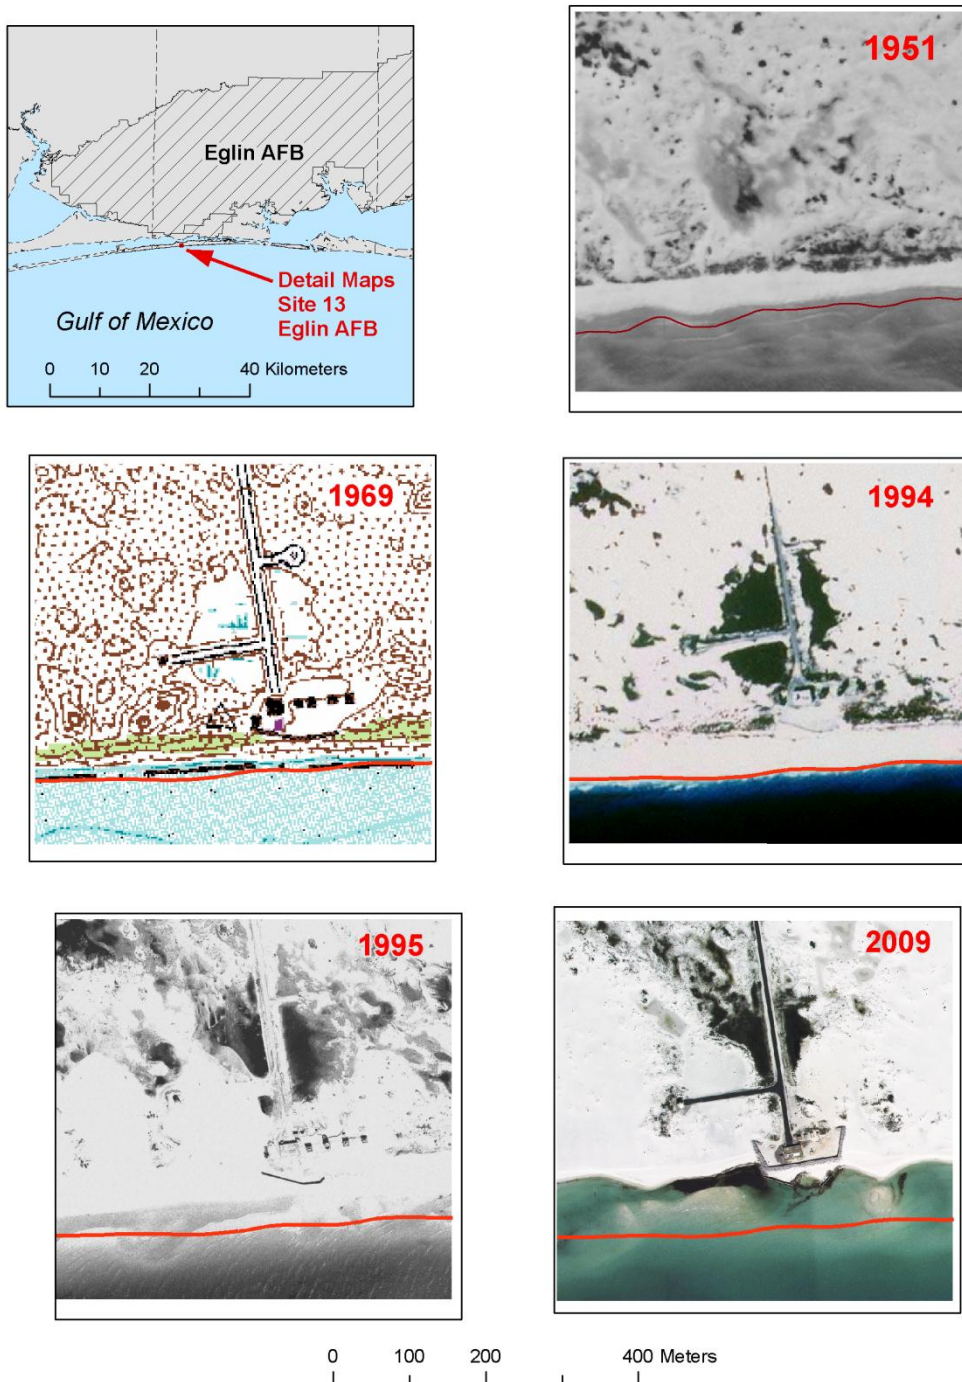 Eglin AFB
Detail Maps
Site 13
Eglin AFB
Gulf of Mexico
0 10 20 40 Kilometers
1951
1969
1994
1995
2009
0 100 200 400 Meters